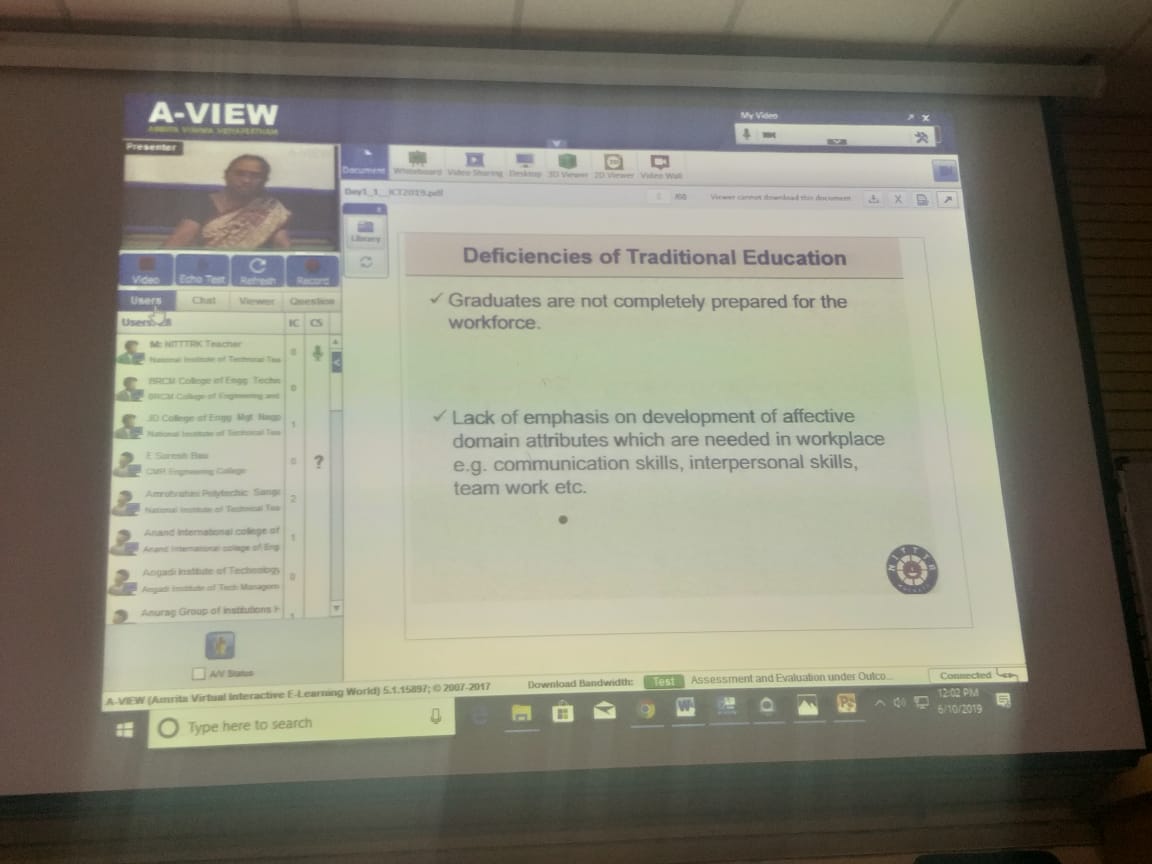 A-VIEW
AMRITA VISHWA VIDYAPEETHAM
My Video
Presenter
Document
Whiteboard
Video Sharing
Desktop
3D Viewer
2D Viewer
Video Wall
Day1_1_ICT2019.pdf
Viewer cannot download this document
Library
Deficiencies of Traditional Education
✓ Graduates are not completely prepared for the
workforce.
✓ Lack of emphasis on development of affective
domain attributes which are needed in workplace
e.g. communication skills, interpersonal skills,
team work etc.
NITTTR
Video
Echo Test
Refresh
Record
Users
Chat
Viewer
Question
IC CS
M: NITTTRK Teacher
National Institute of Technical Tea
0
BRCM College of Engg Techn
BRCM College of Engineering and
0
JD College of Engg Mgt Nagp
National Institute of Technical Tea
1
E Suresh Bau
CMR Engineering College
0 ?
National Institute of Technical Tea
2
Anand International college of
Anand International college of Eng
1
Angadi Institute of Technology
Angadi Institute of Tech Managem
0
Anurag Group of Institutions H
A/V Status
A-VIEW (Amrita Virtual Interactive E-Learning World) 5.1.15897; © 2007-2017
Download Bandwidth:
Test
Assessment and Evaluation under Outco...
Connected
Type here to search
12:02 PM
6/10/2019